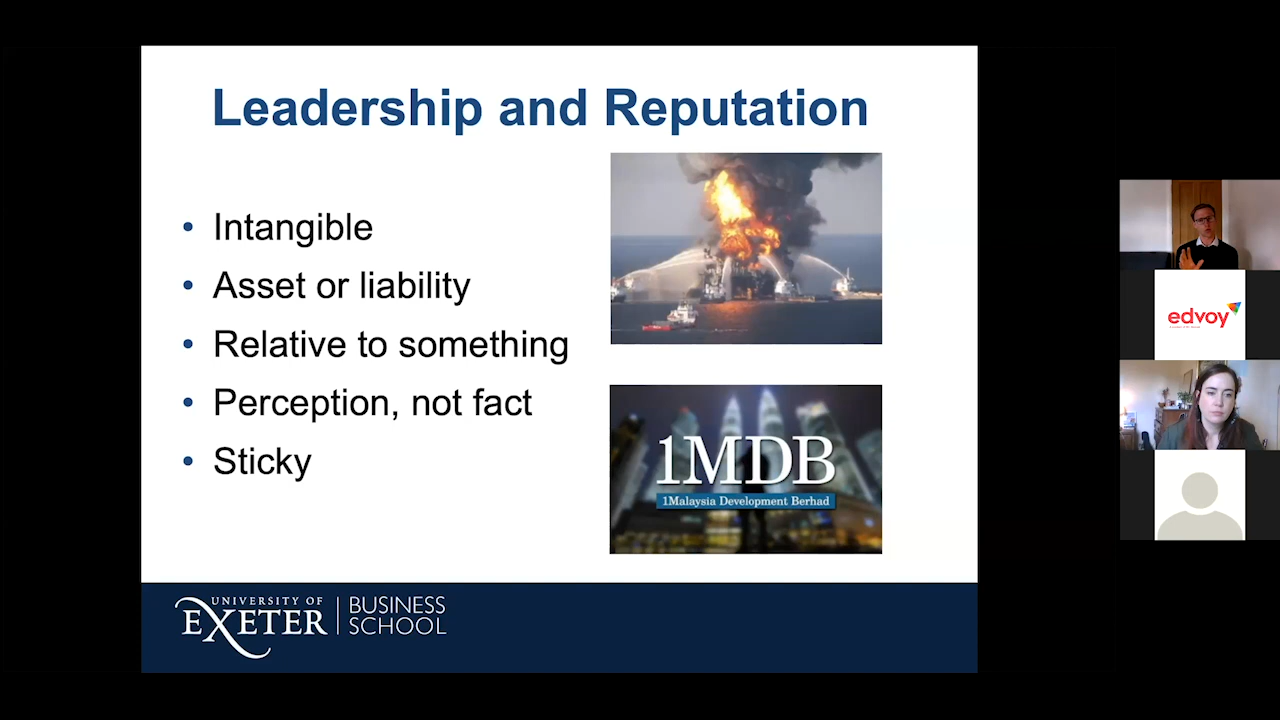 Leadership and Reputation
• Intangible
• Asset or liability
• Relative to something
• Perception, not fact
• Sticky
1MDB
1Malaysia Development Berhad
UNIVERSITY OF
EXETER
BUSINESS
SCHOOL
edvoy